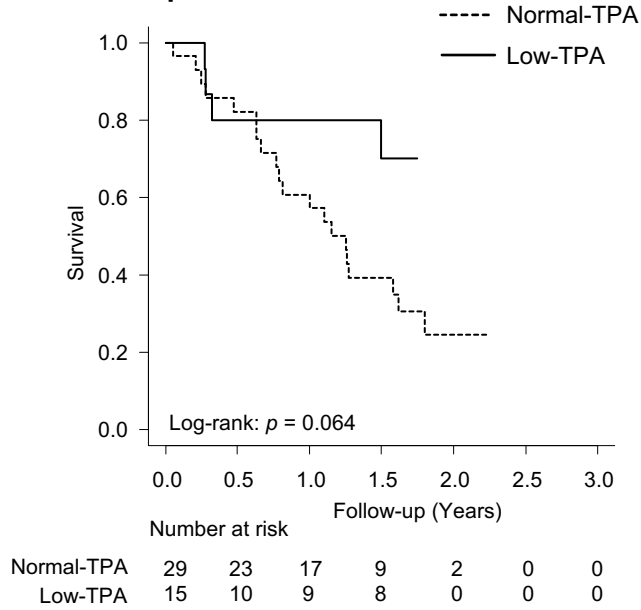 Normal-TPA
Low-TPA
1.0
0.8
0.6
0.4
0.2
0.0
Survival
Log-rank: p = 0.064
0.0 0.5 1.0 1.5 2.0 2.5 3.0
Follow-up (Years)
Number at risk
Normal-TPA 29 23 17 9 2 0 0
Low-TPA 15 10 9 8 0 0 0